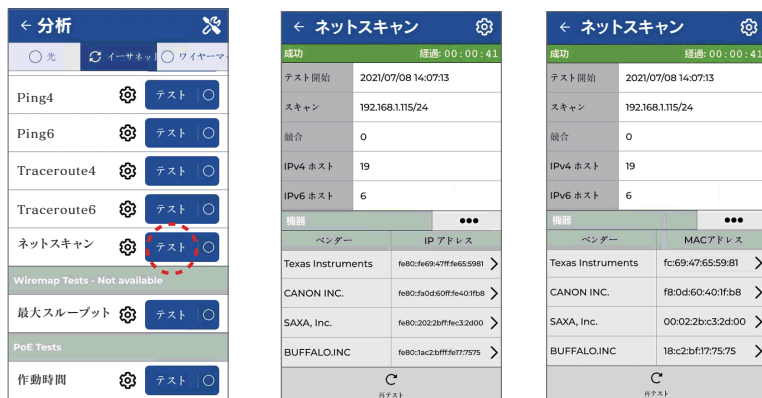 分析
光
イーサネッ
ワイヤーマ
Ping4
テスト
Ping6
テスト
Traceroute4
テスト
Traceroute6
テスト
ネットスキャン
テスト
Wiremap Tests - Not available
最大スループット
テスト
PoE Tests
作動時間
テスト
ネットスキャン
成功 経過: 00:00:41
テスト開始 2021/07/08 14:07:13
スキャン 192.168.1.115/24
競合 0
IPv4 ホスト 19
IPv6 ホスト 6
機器
ベンダー IP アドレス
Texas Instruments fe80::fe69:47ff:fe65:5981
CANON INC. fe80::fa0d:60ff:fe40:1fb8
SAXA, Inc. fe80::202:2bff:fec3:2d00
BUFFALO.INC fe80::1ac2:bfff:fe17:7575
再テスト
ネットスキャン
成功 経過: 00:00:41
テスト開始 2021/07/08 14:07:13
スキャン 192.168.1.115/24
競合 0
IPv4 ホスト 19
IPv6 ホスト 6
機器
ベンダー MACアドレス
Texas Instruments fc:69:47:65:59:81
CANON INC. f8:0d:60:40:1f:b8
SAXA, Inc. 00:02:2b:c3:2d:00
BUFFALO.INC 18:c2:bf:17:75:75
再テスト